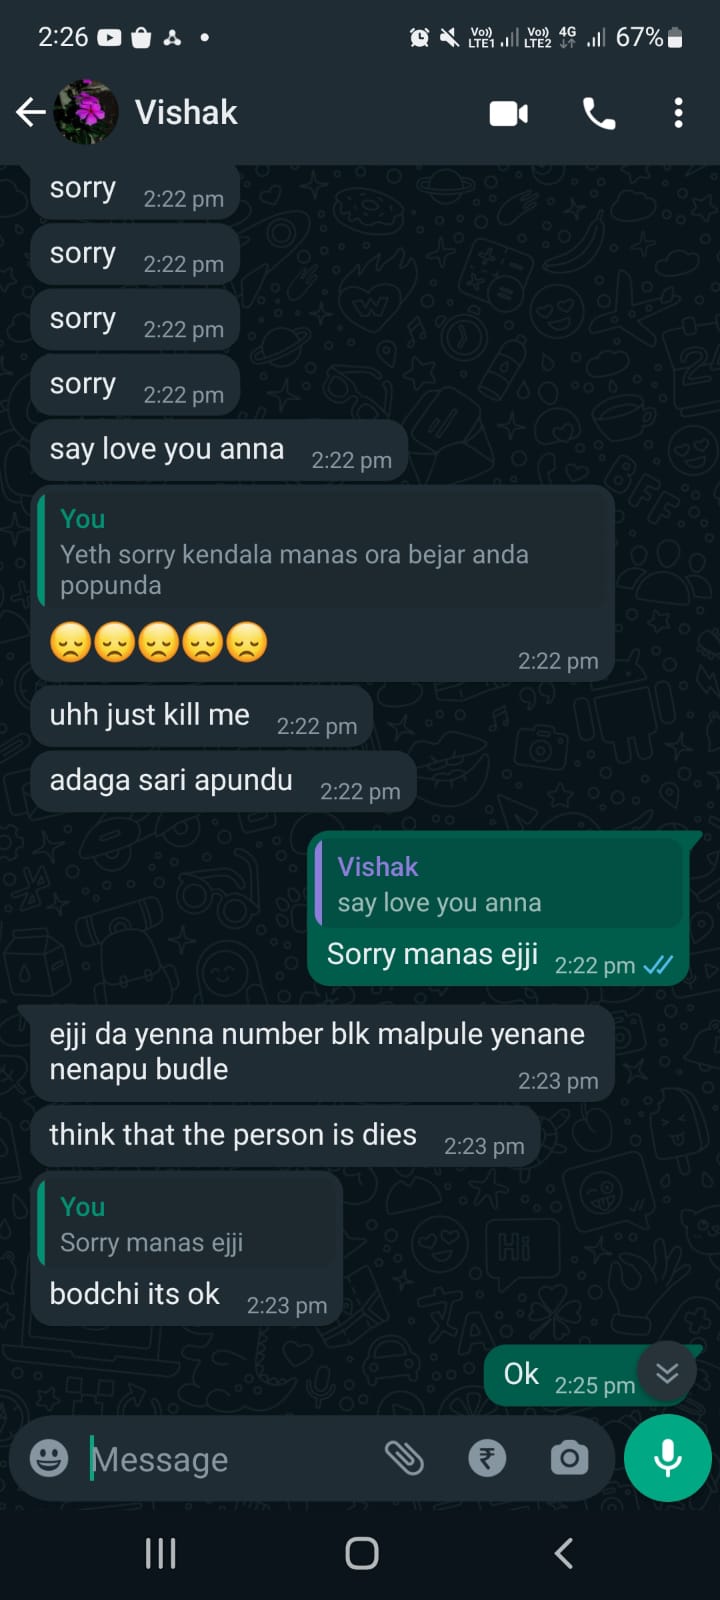 2:26
Vo))
LTE1
Vo))
LTE2
4G
67%
Vishak
sorry 2:22 pm
sorry 2:22 pm
sorry 2:22 pm
sorry 2:22 pm
say love you anna 2:22 pm
You
Yeth sorry kendala manas ora bejar anda
popunda
😞😞😞😞😞
2:22 pm
uhh just kill me 2:22 pm
adaga sari apundu 2:22 pm
Vishak
say love you anna
Sorry manas ejji 2:22 pm
ejji da yenna number blk malpule yenane
nenapu budle
2:23 pm
think that the person is dies 2:23 pm
You
Sorry manas ejji
bodchi its ok 2:23 pm
Ok 2:25 pm
Message
₹